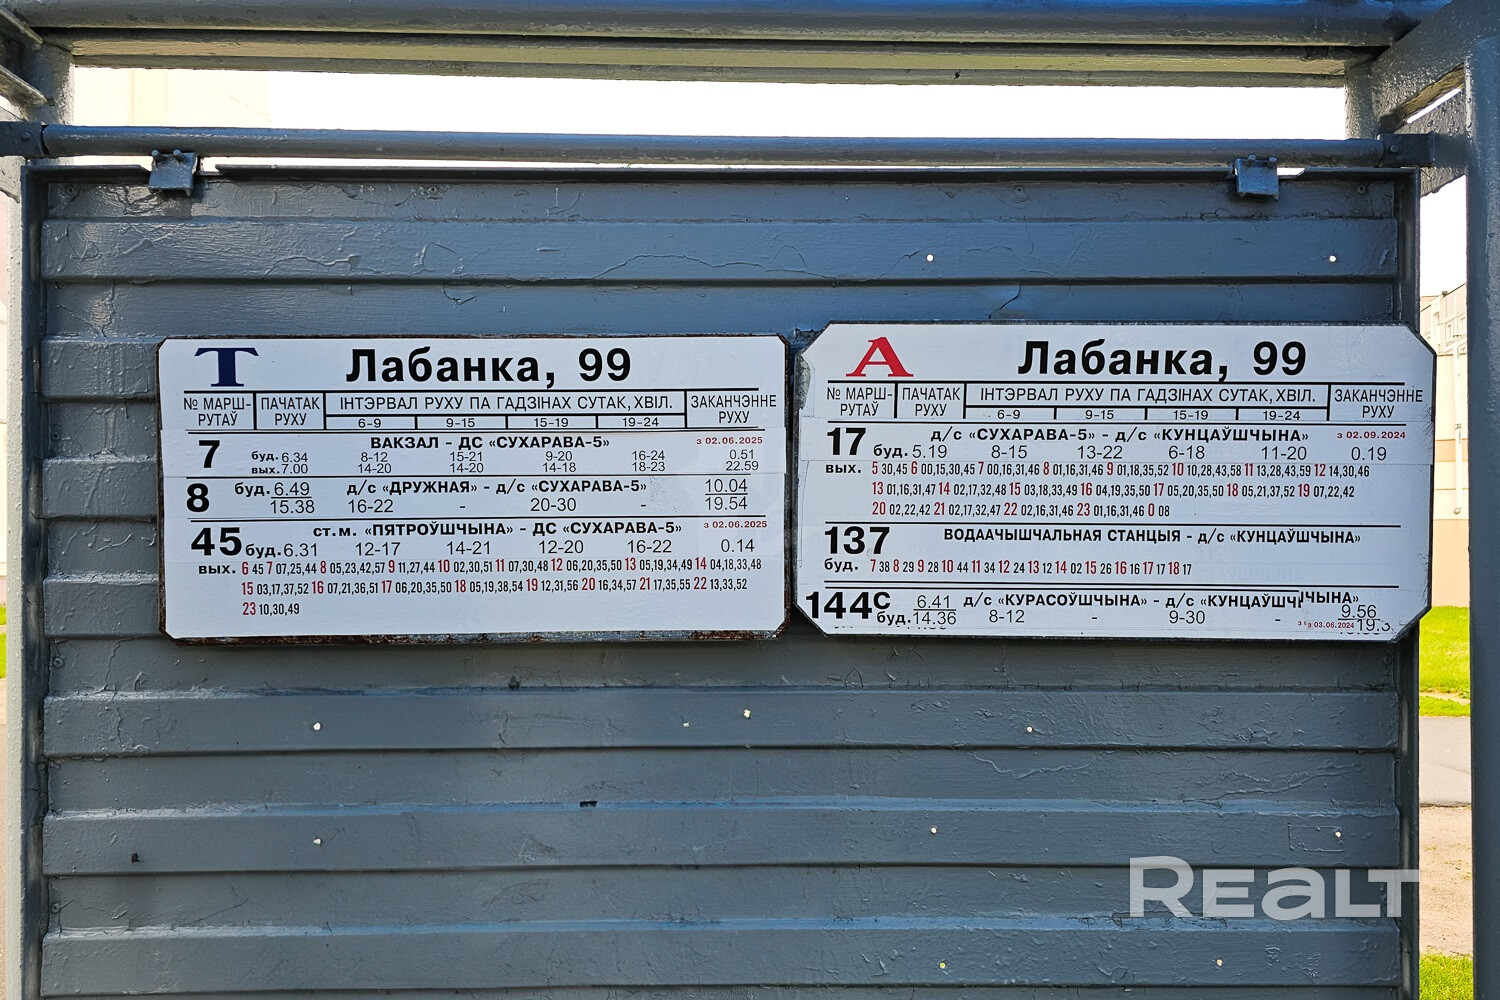 Т Лабанка, 99
№ МАРШ-РУТАЎ ПАЧАТАК РУХУ ІНТЭРВАЛ РУХУ ПА ГАДЗІНАХ СУТАК, ХВІЛ. ЗАКАНЧЭННЕ РУХУ
6-9 9-15 15-19 19-24
7 ВАКЗАЛ - ДС «СУХАРАВА-5» з 02.06.2025
буд. 6.34 8-12 15-21 9-20 16-24 0.51
вых. 7.00 14-20 14-20 14-18 18-23 22.59
8 буд. 6.49 д/с «ДРУЖНАЯ» - д/с «СУХАРАВА-5» 10.04
15.38 16-22 - 20-30 - 19.54
45 ст.м. «ПЯТРОЎШЧЫНА» - ДС «СУХАРАВА-5» з 02.06.2025
буд. 6.31 12-17 14-21 12-20 16-22 0.14
вых. 6 45 7 07,25,44 8 05,23,42,57 9 11,27,44 10 02,30,51 11 07,30,48 12 06,20,35,50 13 05,19,34,49 14 04,18,33,48
15 03,17,37,52 16 07,21,36,51 17 06,20,35,50 18 05,19,38,54 19 12,31,56 20 16,34,57 21 17,35,55 22 13,33,52
23 10,30,49
А Лабанка, 99
№ МАРШ-РУТАЎ ПАЧАТАК РУХУ ІНТЭРВАЛ РУХУ ПА ГАДЗІНАХ СУТАК, ХВІЛ. ЗАКАНЧЭННЕ РУХУ
6-9 9-15 15-19 19-24
17 д/с «СУХАРАВА-5» - д/с «КУНЦАЎШЧЫНА» з 02.09.2024
буд. 5.19 8-15 13-22 6-18 11-20 0.19
вых. 5 30,45 6 00,15,30,45 7 00,16,31,46 8 01,16,31,46 9 01,18,35,52 10 10,28,43,58 11 13,28,43,59 12 14,30,46
13 01,16,31,47 14 02,17,32,48 15 03,18,33,49 16 04,19,35,50 17 05,20,35,50 18 05,21,37,52 19 07,22,42
20 02,22,42 21 02,17,32,47 22 02,16,31,46 23 01,16,31,46 0 08
137 ВОДААЧЫШЧАЛЬНАЯ СТАНЦЫЯ - д/с «КУНЦАЎШЧЫНА»
буд. 7 38 8 29 9 28 10 44 11 34 12 24 13 12 14 02 15 26 16 16 17 17 18 17
144С 6.41 д/с «КУРАСОЎШЧЫНА» - д/с «КУНЦАЎШЧЫНА» 9.56
буд. 14.36 8-12 - 9-30 - з 03.06.2024
REALT